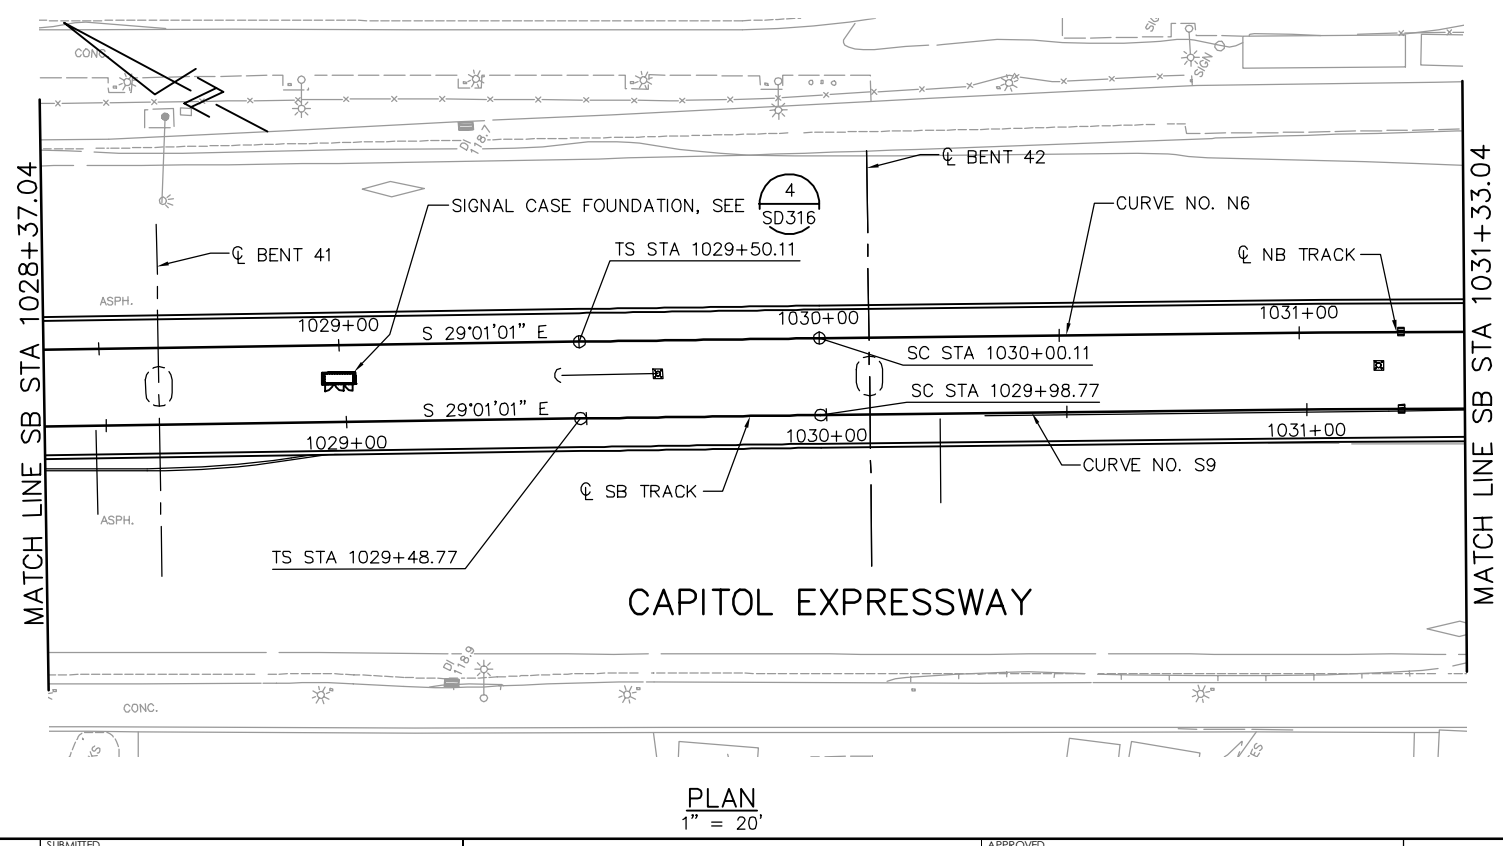 CONC.
SIGN
DI
118.7
℄ BENT 42
4
SD316
SIGNAL CASE FOUNDATION, SEE
CURVE NO. N6
℄ BENT 41
TS STA 1029+50.11
℄ NB TRACK
MATCH LINE SB STA 1028+37.04
MATCH LINE SB STA 1031+33.04
ASPH.
1029+00
S 29°01'01" E
1030+00
1031+00
SC STA 1030+00.11
SC STA 1029+98.77
S 29°01'01" E
1029+00
1030+00
1031+00
CURVE NO. S9
℄ SB TRACK
ASPH.
TS STA 1029+48.77
CAPITOL EXPRESSWAY
DI
118.9
CONC.
PLAN
1" = 20'
SUBMITTED
APPROVED